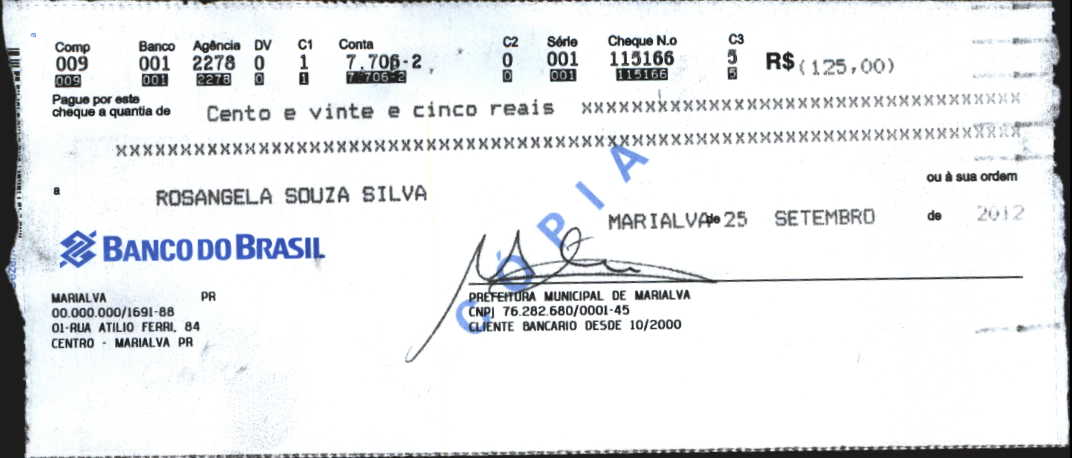 Comp Banco Agência DV C1 Conta C2 Série Cheque N.o C3
009 001 2278 0 1 7.706-2 0 001 115166 5 R$ (125,00)
009 001 2278 0 1 7 706-2 0 001 115166 5
Pague por este
cheque a quantia de Cento e vinte e cinco reais xxxxxxxxxxxxxxxxxxxxxxxxxxxxxxxxxxx
xxxxxxxxxxxxxxxxxxxxxxxxxxxxxxxxxxxxxxxxxxxxxxxxxxxxxxxxxxxxxxxxxxxxxxxx
a ROSANGELA SOUZA SILVA ou à sua ordem
MARIALVA de 25 SETEMBRO de 2012
BANCO DO BRASIL
CÓPIA
MARIALVA PR
00.000.000/1691-88
01-RUA ATILIO FERRI, 84
CENTRO - MARIALVA PR
PREFEITURA MUNICIPAL DE MARIALVA
CNPJ 76.282.680/0001-45
CLIENTE BANCARIO DESDE 10/2000